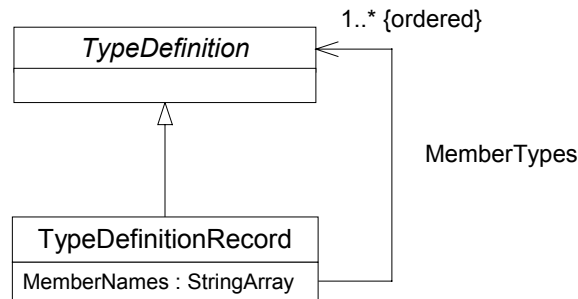 1..* {ordered}
TypeDefinition
MemberTypes
TypeDefinitionRecord
MemberNames : StringArray